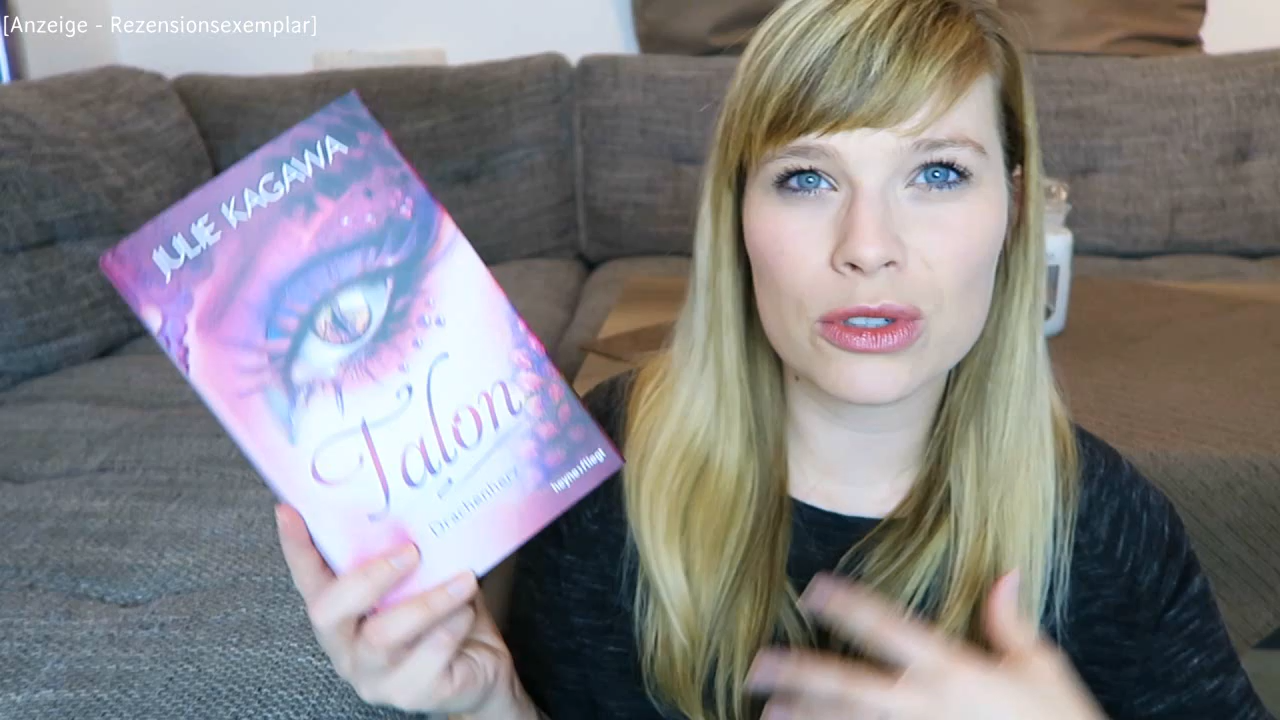 [Anzeige - Rezensionsexemplar]
JULIE KAGAWA
Talon
Drachenherz
heyne>fliegt